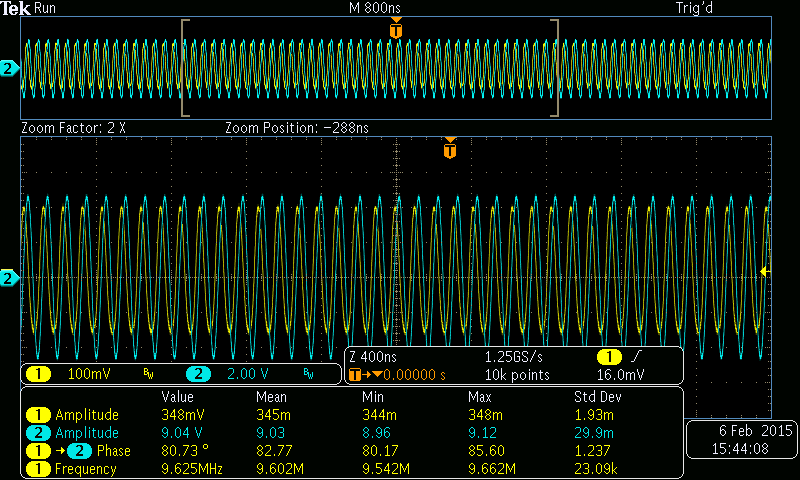 Tek Run M 800ns Trig'd
T
2
Zoom Factor: 2 X Zoom Position: −288ns
T
2
1 100mV BW 2 2.00 V BW
Z 400ns 1.25GS/s 1
T→▼0.00000 s 10k points 16.0mV
Value Mean Min Max Std Dev
1 Amplitude 348mV 345m 344m 348m 1.93m
2 Amplitude 9.04 V 9.03 8.96 9.12 29.9m
1 →2 Phase 80.73 ° 82.77 80.17 85.60 1.237
1 Frequency 9.625MHz 9.602M 9.542M 9.662M 23.09k
6 Feb 2015
15:44:08